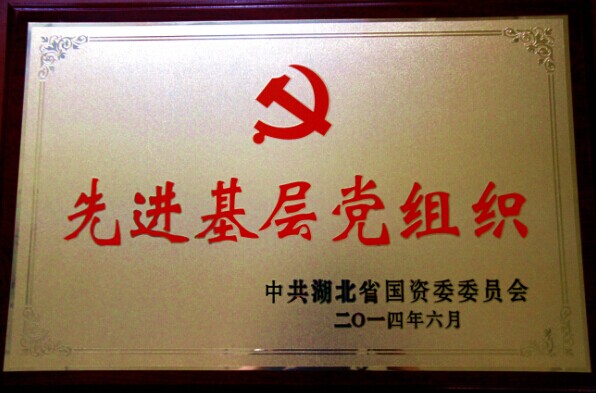 先进基层党组织
中共湖北省国资委委员会
二〇一四年六月